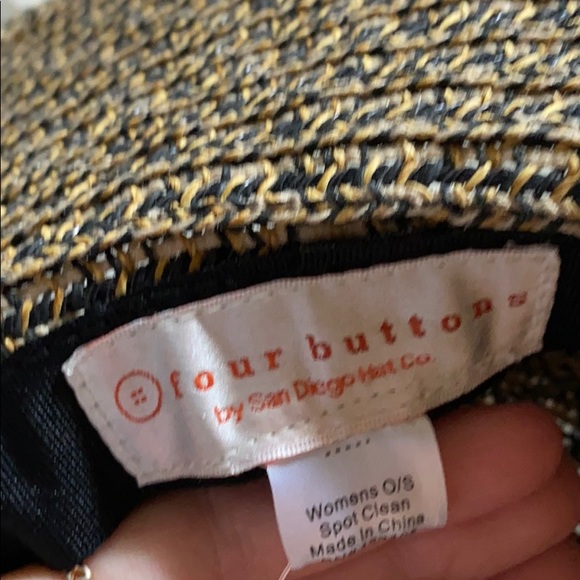 four buttons
by San Diego Hat Co.
Womens O/S
Spot Clean
Made In China